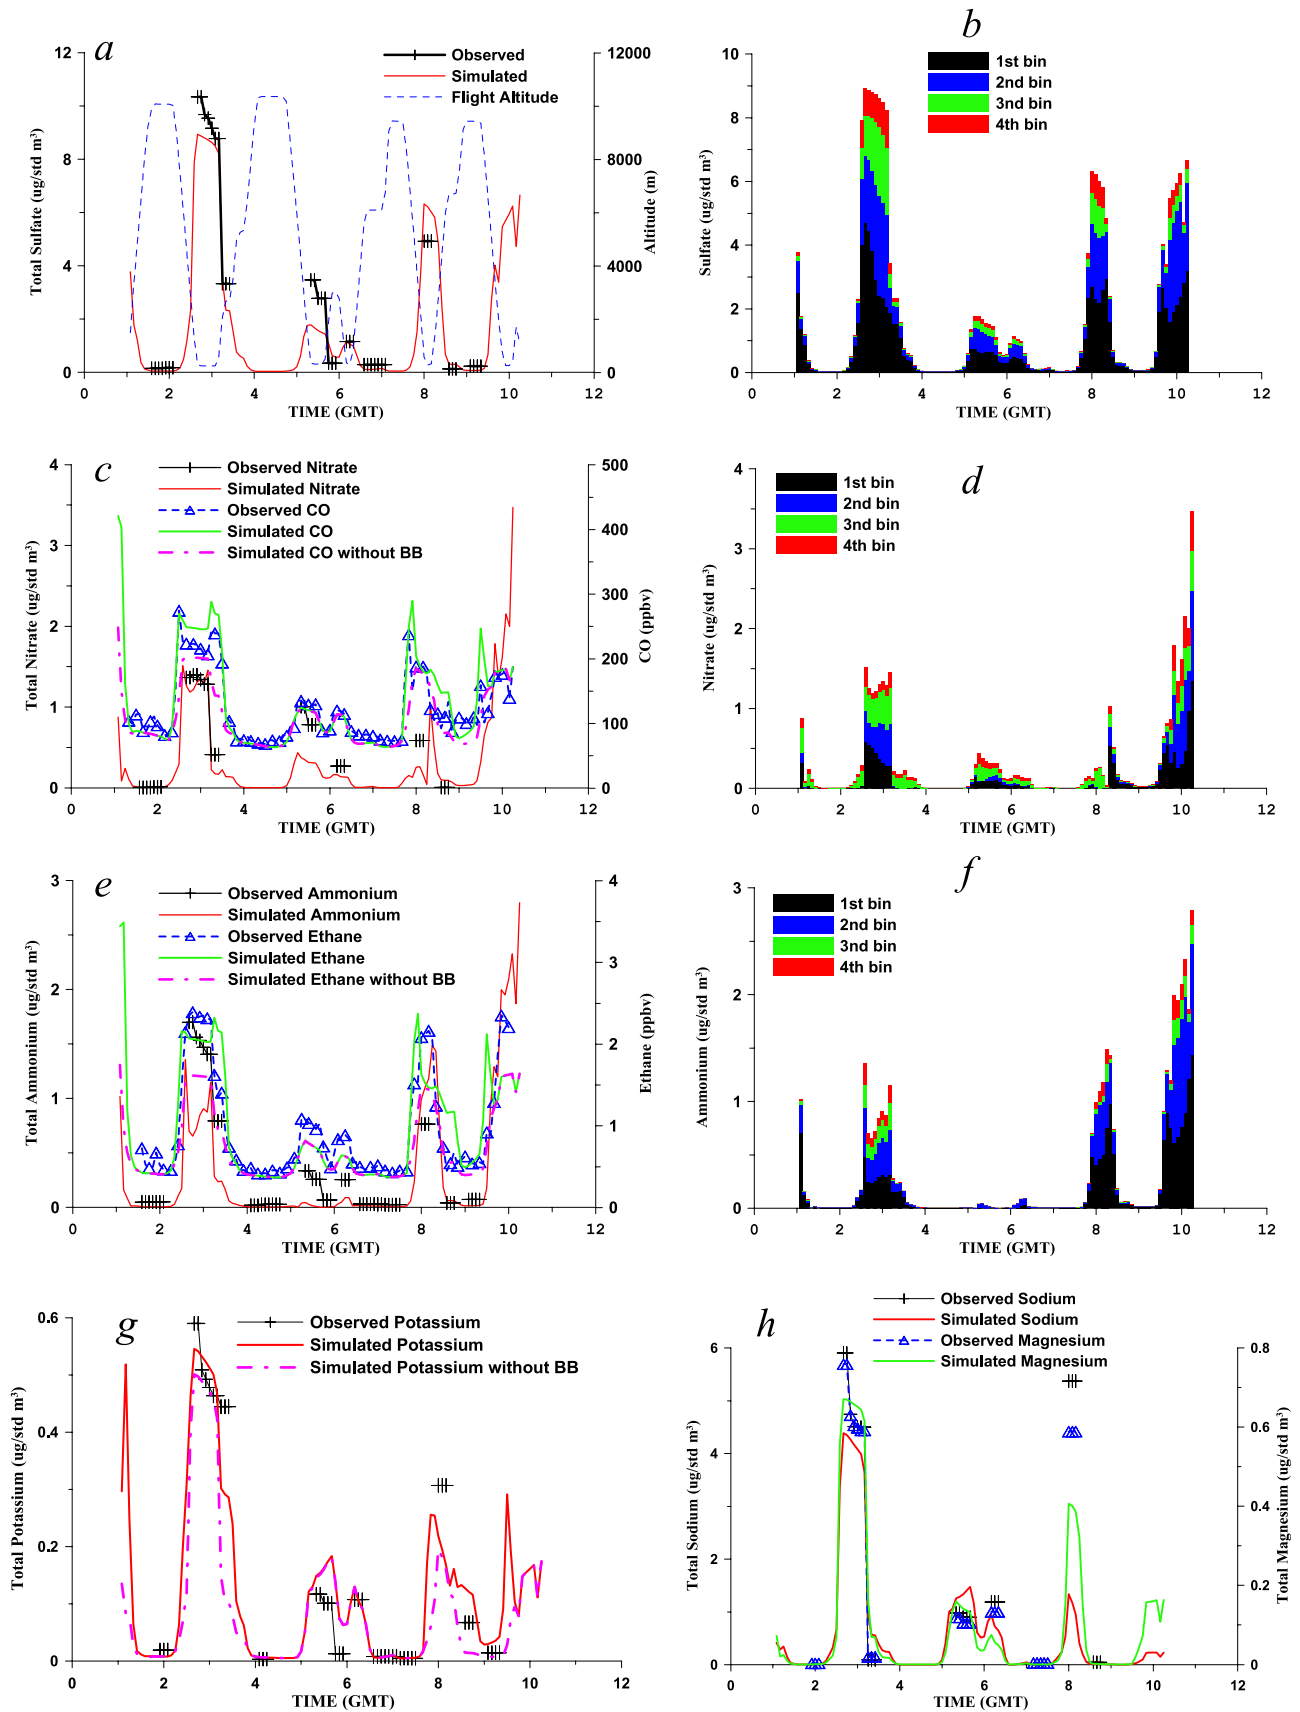 a
Observed
Simulated
Flight Altitude
Total Sulfate (ug/std m³)
Altitude (m)
12
10
8
6
4
2
0
12000
8000
4000
0
0 2 4 6 8 10 12
TIME (GMT)
b
1st bin
2nd bin
3nd bin
4th bin
Sulfate (ug/std m³)
10
8
6
4
2
0
0 2 4 6 8 10 12
TIME (GMT)
c
Observed Nitrate
Simulated Nitrate
Observed CO
Simulated CO
Simulated CO without BB
Total Nitrate (ug/std m³)
CO (ppbv)
4
3
2
1
0
500
400
300
200
100
0
0 2 4 6 8 10 12
TIME (GMT)
d
1st bin
2nd bin
3nd bin
4th bin
Nitrate (ug/std m³)
4
3
2
1
0
0 2 4 6 8 10 12
TIME (GMT)
e
Observed Ammonium
Simulated Ammonium
Observed Ethane
Simulated Ethane
Simulated Ethane without BB
Total Ammonium (ug/std m³)
Ethane (ppbv)
3
2
1
0
4
3
2
1
0
0 2 4 6 8 10 12
TIME (GMT)
f
1st bin
2nd bin
3nd bin
4th bin
Ammonium (ug/std m³)
3
2
1
0
0 2 4 6 8 10 12
TIME (GMT)
g
Observed Potassium
Simulated Potassium
Simulated Potassium without BB
Total Potassium (ug/std m³)
0.6
0.4
0.2
0
0 2 4 6 8 10 12
TIME (GMT)
h
Observed Sodium
Simulated Sodium
Observed Magnesium
Simulated Magnesium
Total Sodium (ug/std m³)
Total Magnesium (ug/std m³)
6
4
2
0
0.8
0.6
0.4
0.2
0
0 2 4 6 8 10 12
TIME (GMT)